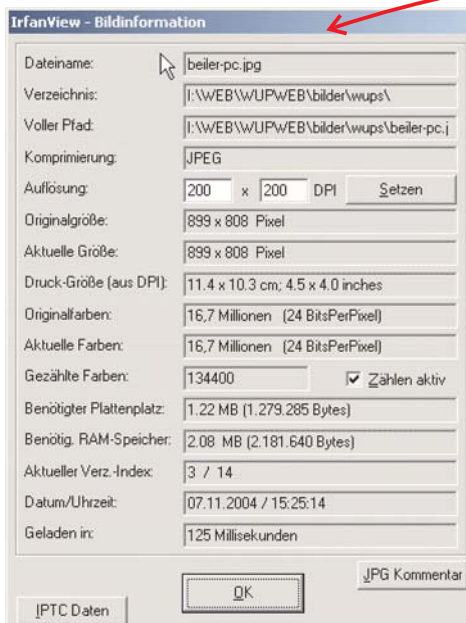 IrfanView - Bildinformation
Dateiname: beiler-pc.jpg
Verzeichnis: I:\WEB\WUPWEB\bilder\wups\
Voller Pfad: I:\WEB\WUPWEB\bilder\wups\beiler-pc.j
Komprimierung: JPEG
Auflösung: 200 x 200 DPI Setzen
Originalgröße: 899 x 808 Pixel
Aktuelle Größe: 899 x 808 Pixel
Druck-Größe (aus DPI): 11.4 x 10.3 cm; 4.5 x 4.0 inches
Originalfarben: 16,7 Millionen (24 BitsPerPixel)
Aktuelle Farben: 16,7 Millionen (24 BitsPerPixel)
Gezählte Farben: 134400 Zählen aktiv
Benötigter Plattenplatz: 1.22 MB (1.279.285 Bytes)
Benötig. RAM-Speicher: 2.08 MB (2.181.640 Bytes)
Aktueller Verz.-Index: 3 / 14
Datum/Uhrzeit: 07.11.2004 / 15:25:14
Geladen in: 125 Millisekunden
JPG Kommentar
OK
IPTC Daten